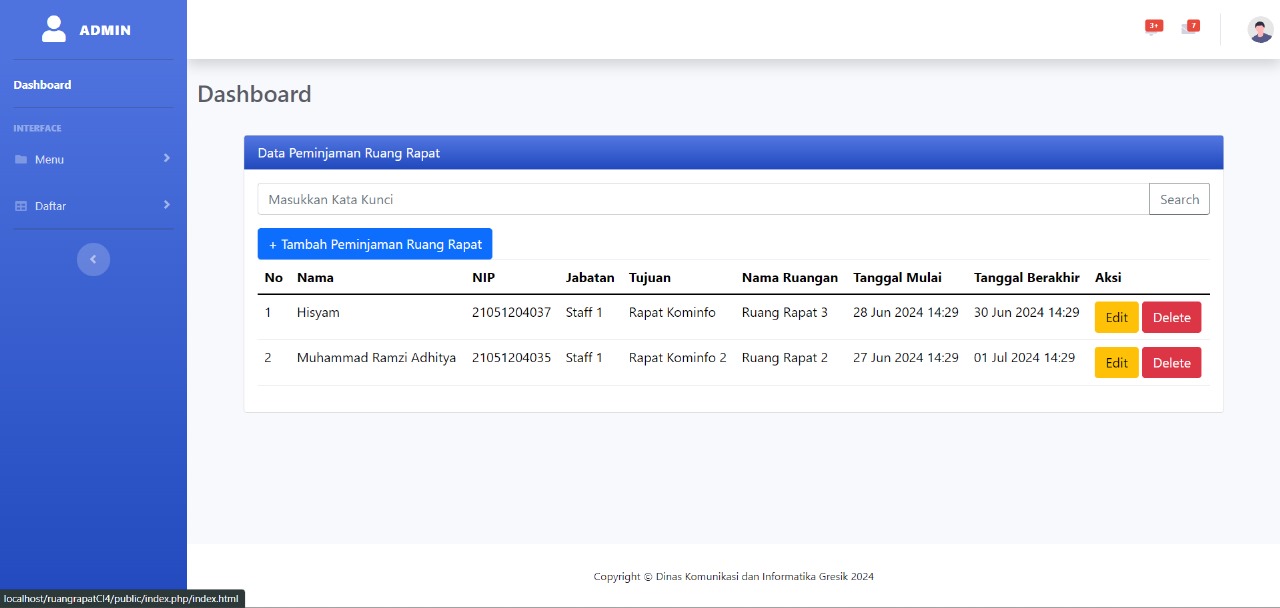 ADMIN
3+ 7
Dashboard
INTERFACE
Menu
Daftar
Dashboard
Data Peminjaman Ruang Rapat
Masukkan Kata Kunci Search
+ Tambah Peminjaman Ruang Rapat
No Nama NIP Jabatan Tujuan Nama Ruangan Tanggal Mulai Tanggal Berakhir Aksi
1 Hisyam 21051204037 Staff 1 Rapat Kominfo Ruang Rapat 3 28 Jun 2024 14:29 30 Jun 2024 14:29 Edit Delete
2 Muhammad Ramzi Adhitya 21051204035 Staff 1 Rapat Kominfo 2 Ruang Rapat 2 27 Jun 2024 14:29 01 Jul 2024 14:29 Edit Delete
Copyright © Dinas Komunikasi dan Informatika Gresik 2024
localhost/ruangrapatCI4/public/index.php/index.html